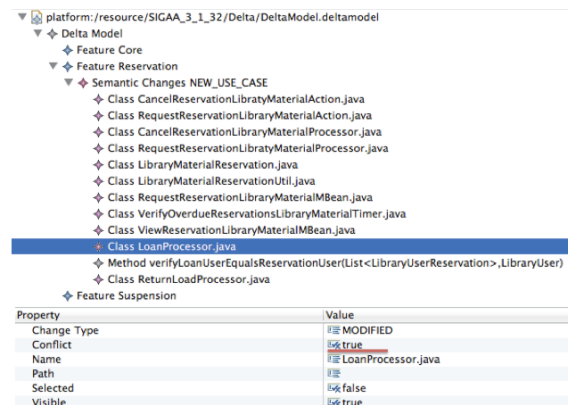 platform:/resource/SIGAA_3_1_32/Delta/DeltaModel.deltamodel
Delta Model
Feature Core
Feature Reservation
Semantic Changes NEW_USE_CASE
Class CancelReservationLibratyMaterialAction.java
Class RequestReservationLibraryMaterialAction.java
Class CancelReservationLibraryMaterialProcessor.java
Class RequestReservationLibratyMaterialProcessor.java
Class LibraryMaterialReservation.java
Class LibraryMaterialReservationUtil.java
Class RequestReservationLibraryMaterialMBean.java
Class VerifyOverdueReservationsLibraryMaterialTimer.java
Class ViewReservationLibraryMaterialMBean.java
Class LoanProcessor.java
Method verifyLoanUserEqualsReservationUser(List<LibraryUserReservation>,LibraryUser)
Class ReturnLoadProcessor.java
Feature Suspension
Property Value
Change Type MODIFIED
Conflict true
Name LoanProcessor.java
Path
Selected false
Visible true